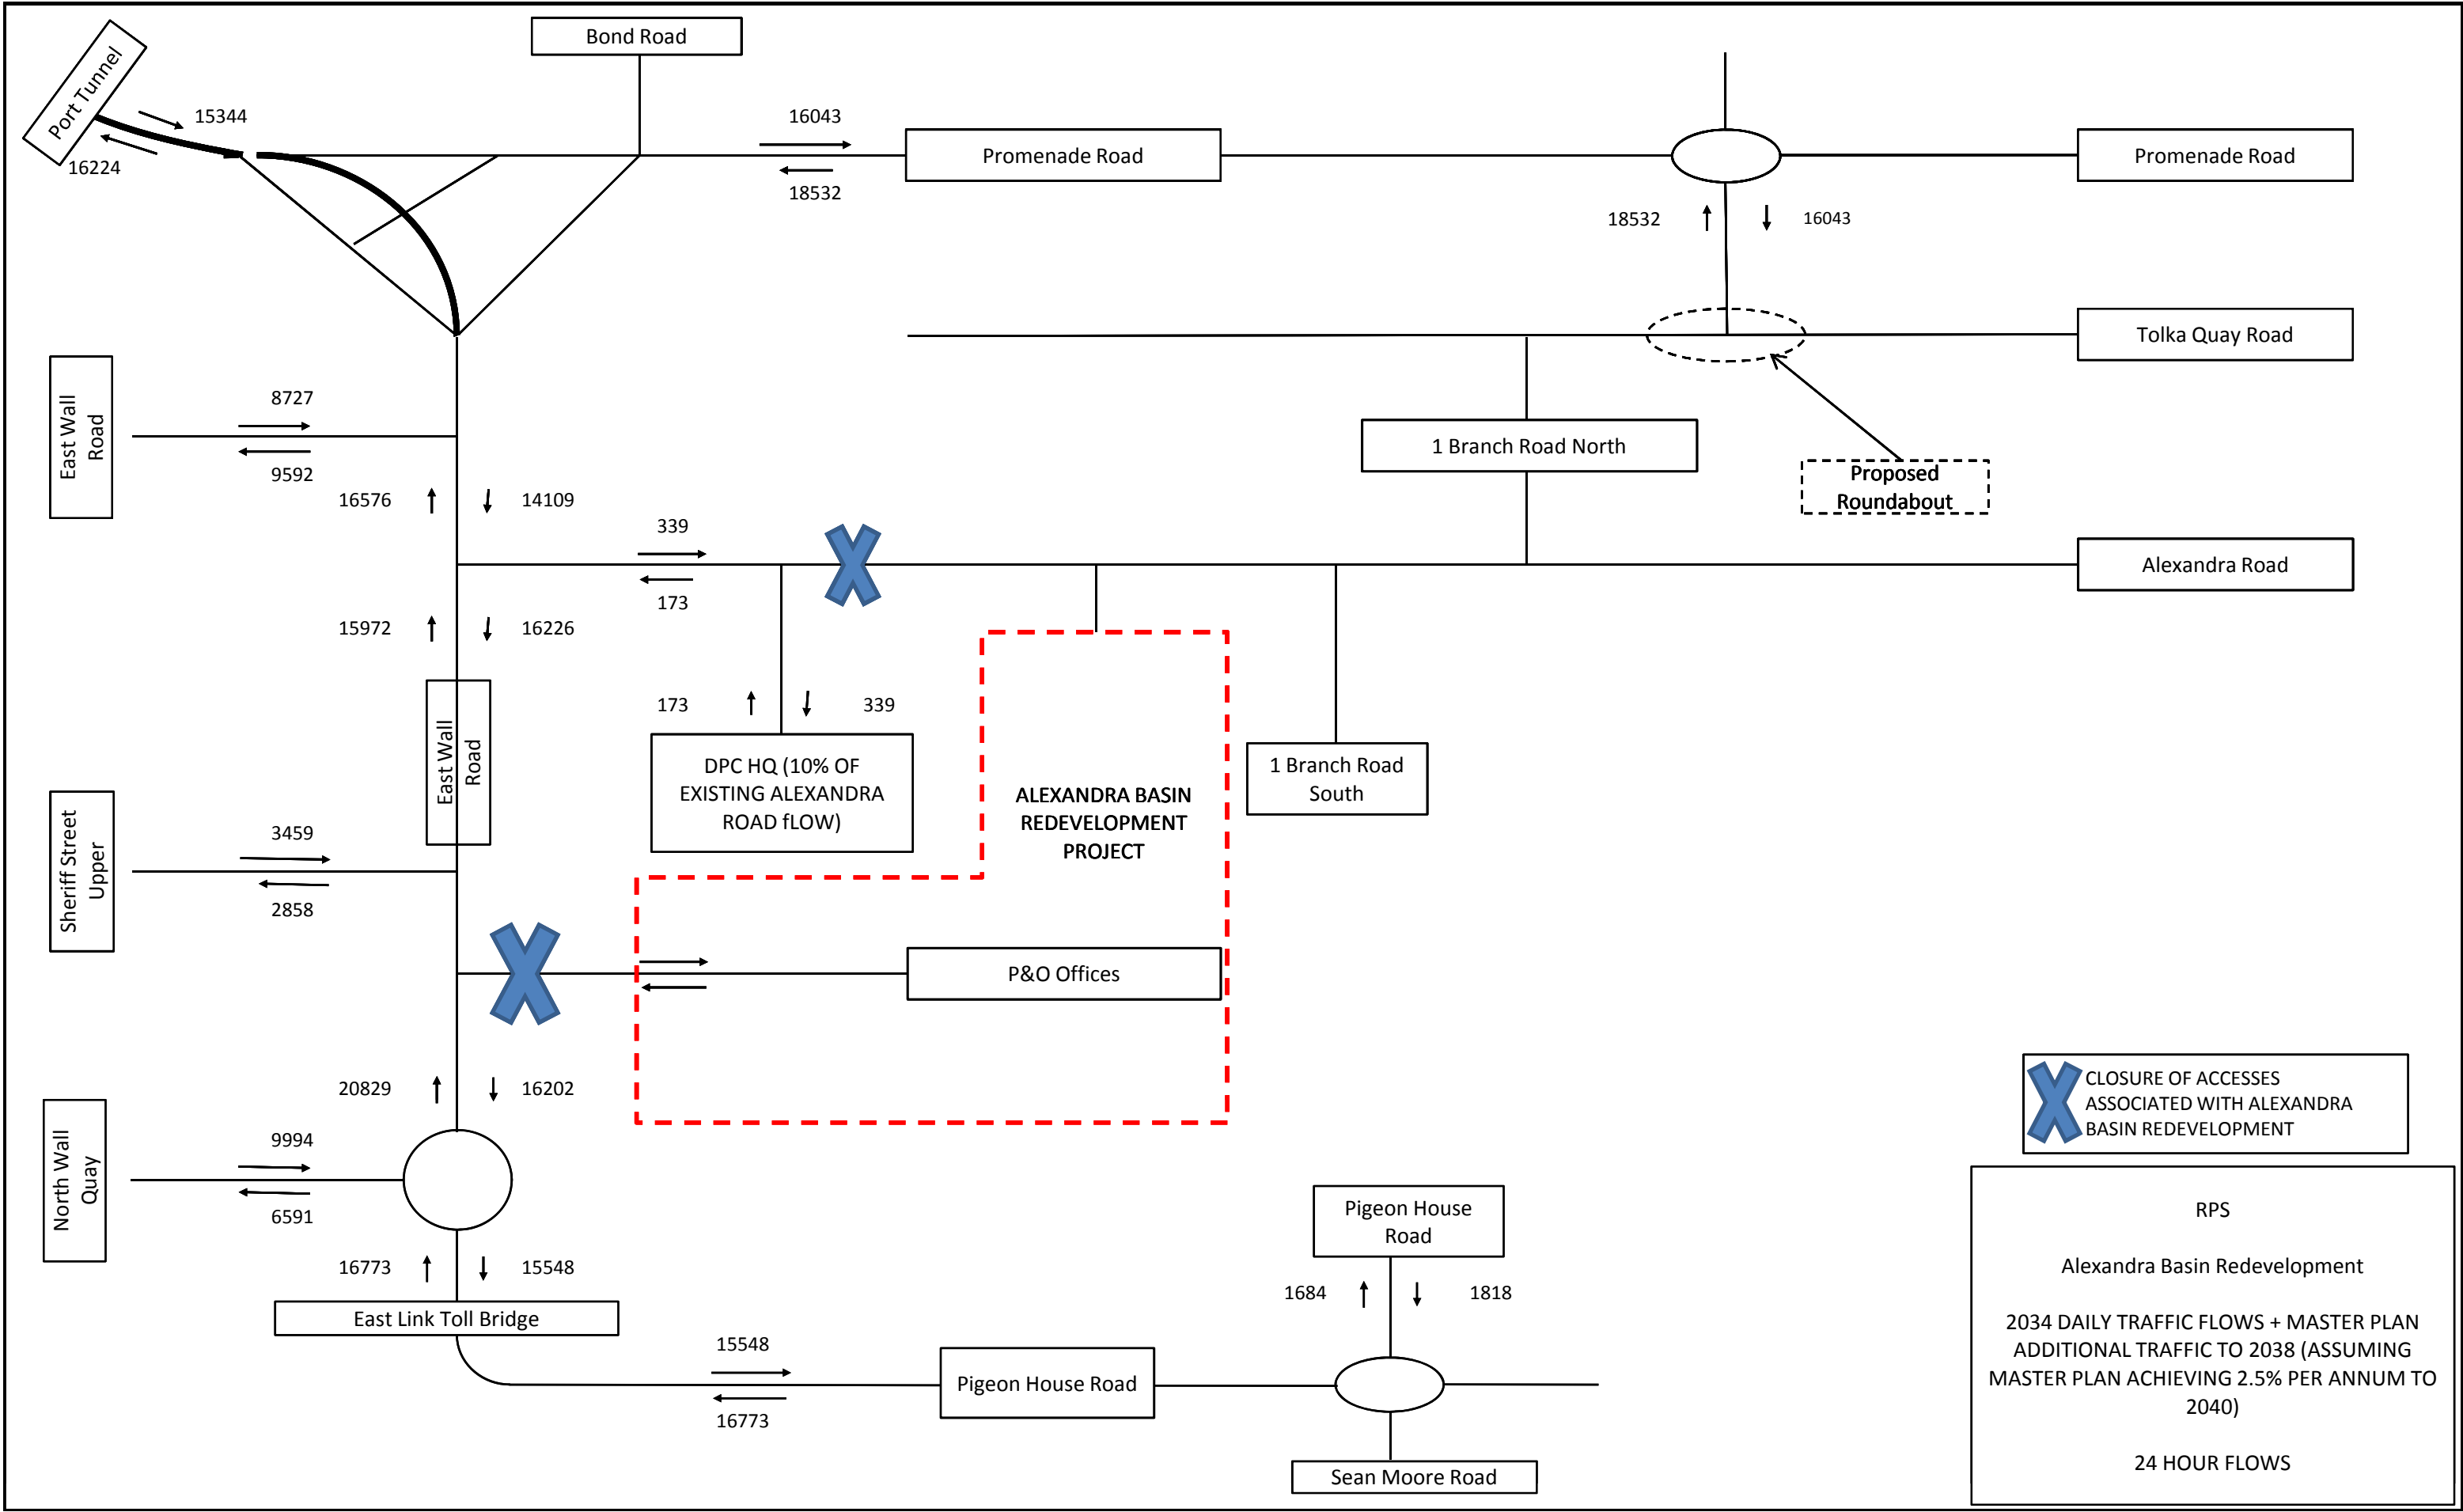 Bond Road
Port Tunnel
15344
16224
16043
18532
Promenade Road
Promenade Road
18532
16043
Tolka Quay Road
East Wall
Road
8727
9592
16576
14109
1 Branch Road North
Proposed
Roundabout
339
173
Alexandra Road
15972
16226
East Wall
Road
173
339
DPC HQ (10% OF
EXISTING ALEXANDRA
ROAD fLOW)
ALEXANDRA BASIN
REDEVELOPMENT
PROJECT
1 Branch Road
South
Sheriff Street
Upper
3459
2858
P&O Offices
20829
16202
North Wall
Quay
9994
6591
16773
15548
East Link Toll Bridge
15548
16773
Pigeon House Road
Pigeon House
Road
1684
1818
Sean Moore Road
CLOSURE OF ACCESSES
ASSOCIATED WITH ALEXANDRA
BASIN REDEVELOPMENT
RPS
Alexandra Basin Redevelopment
2034 DAILY TRAFFIC FLOWS + MASTER PLAN
ADDITIONAL TRAFFIC TO 2038 (ASSUMING
MASTER PLAN ACHIEVING 2.5% PER ANNUM TO
2040)
24 HOUR FLOWS